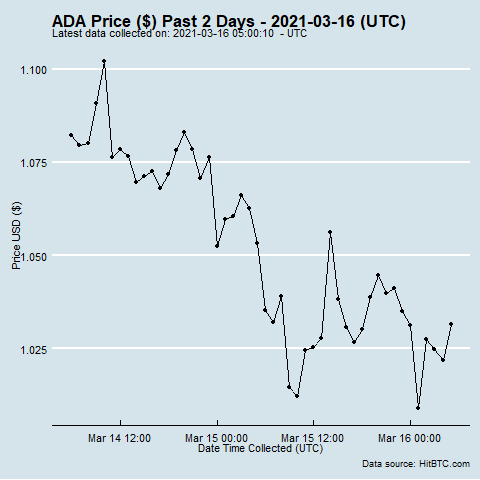 ADA Price ($) Past 2 Days - 2021-03-16 (UTC)
Latest data collected on: 2021-03-16 05:00:10 - UTC
1.100
1.075
1.050
1.025
Price USD ($)
Mar 14 12:00 Mar 15 00:00 Mar 15 12:00 Mar 16 00:00
Date Time Collected (UTC)
Data source: HitBTC.com